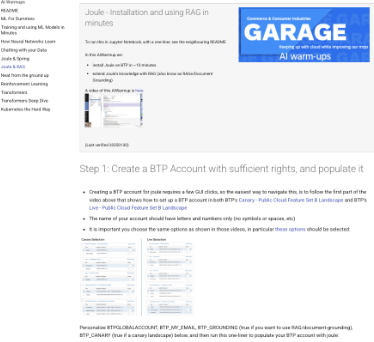 AI Warmups
README
ML For Dummies
Training and using ML Models in
Minutes
How Neural Networks Learn
Chatting with your Data
Joule & Spring
Joule & RAG
Neat from the ground up
Reinforcement Learning
Transformers
Transformers Deep Dive
Kubernetes the Hard Way
Joule - Installation and using RAG in
minutes
To run this in Jupyter Notebook, with a one-liner, see the neighbouring README
In this AIWarmup we:
install Joule on BTP in ~15 minutes
extend Joule's knowledge with RAG (also know as SAP's Document
Grounding)
A video of this AIWarmup is here
Commerce & Consumer Industries
GARAGE
Keeping up with cloud while improving our trips
AI warm-ups
Step 1: Create a BTP Account with sufficient rights, and populate it
Creating a BTP account for joule requires a few GUI clicks, so the easiest way to navigate this, is to follow the first part of the
video above that shows how to set up a BTP account in both BTP's Canary - Public Cloud Feature Set B Landscape and BTP's
Live - Public Cloud Feature Set B Landscape
The name of your account should have letters and numbers only (no symbols or spaces, etc)
It is important you choose the same options as shown in those videos, in particular these options should be selected:
Canary Selection
Live Selection
Personalize BTPGLOBALACCOUNT, BTP_MY_EMAIL, BTP_GROUNDING (true if you want to use RAG/document grounding),
BTP_CANARY (true if a canary landscape) below, and then run this one-liner to populate your BTP account with joule: